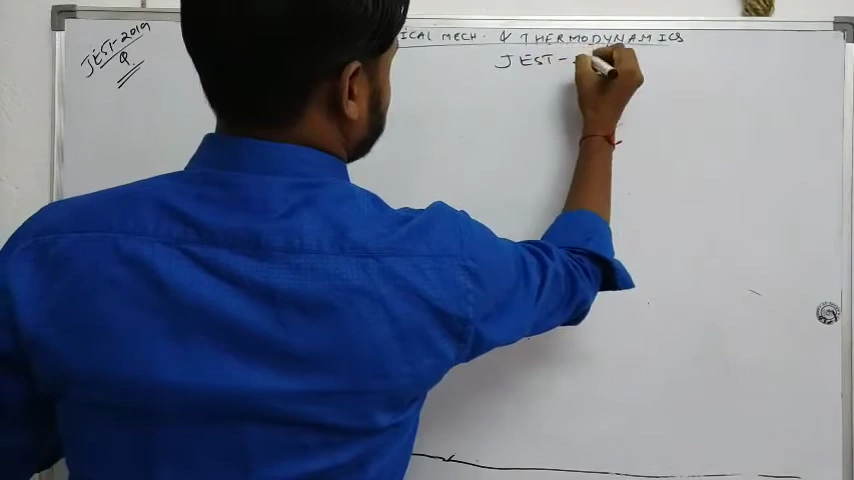 JEST-2019
Q.
ICAL MECH. & THERMODYNAMICS
JEST-